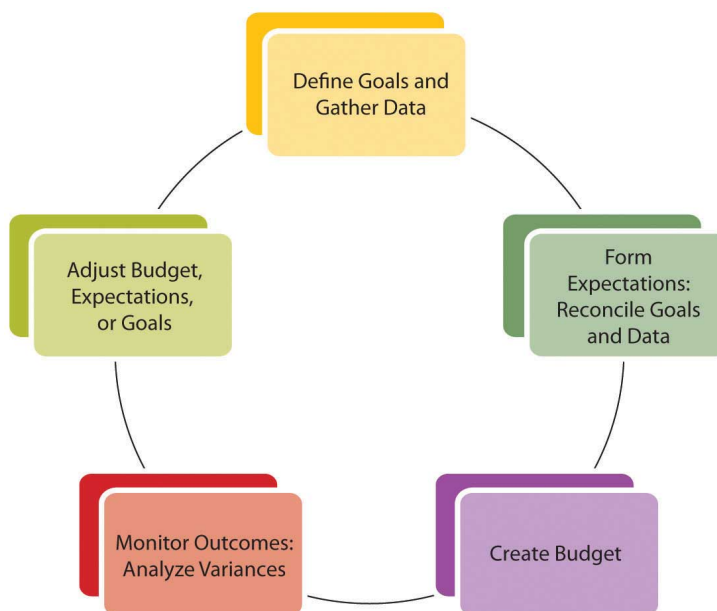 Define Goals and
Gather Data
Form
Expectations:
Reconcile Goals
and Data
Create Budget
Monitor Outcomes:
Analyze Variances
Adjust Budget,
Expectations,
or Goals